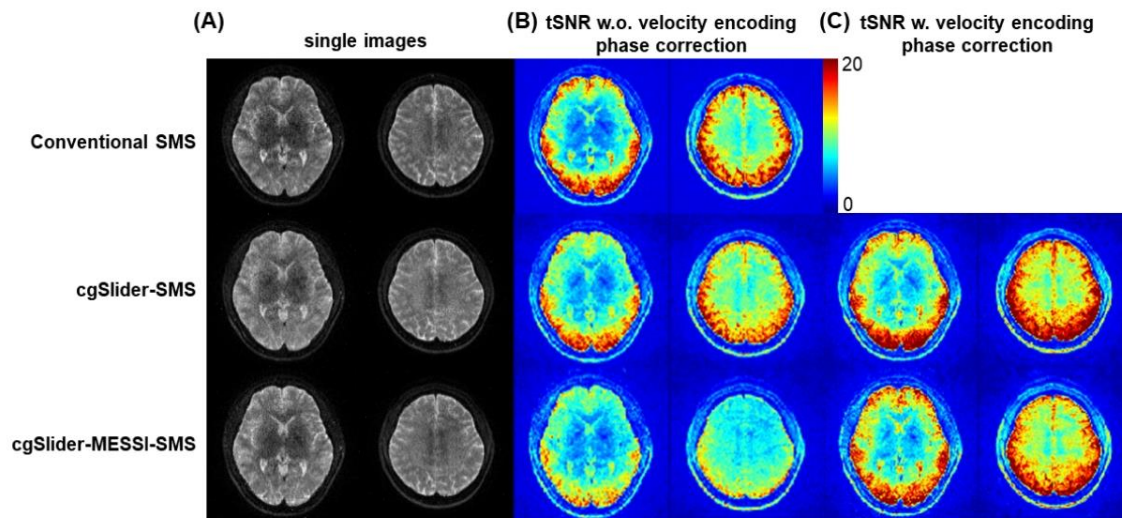 (A)
single images
(B) tSNR w.o. velocity encoding
phase correction
(C) tSNR w. velocity encoding
phase correction
20
0
Conventional SMS
cgSlider-SMS
cgSlider-MESSI-SMS